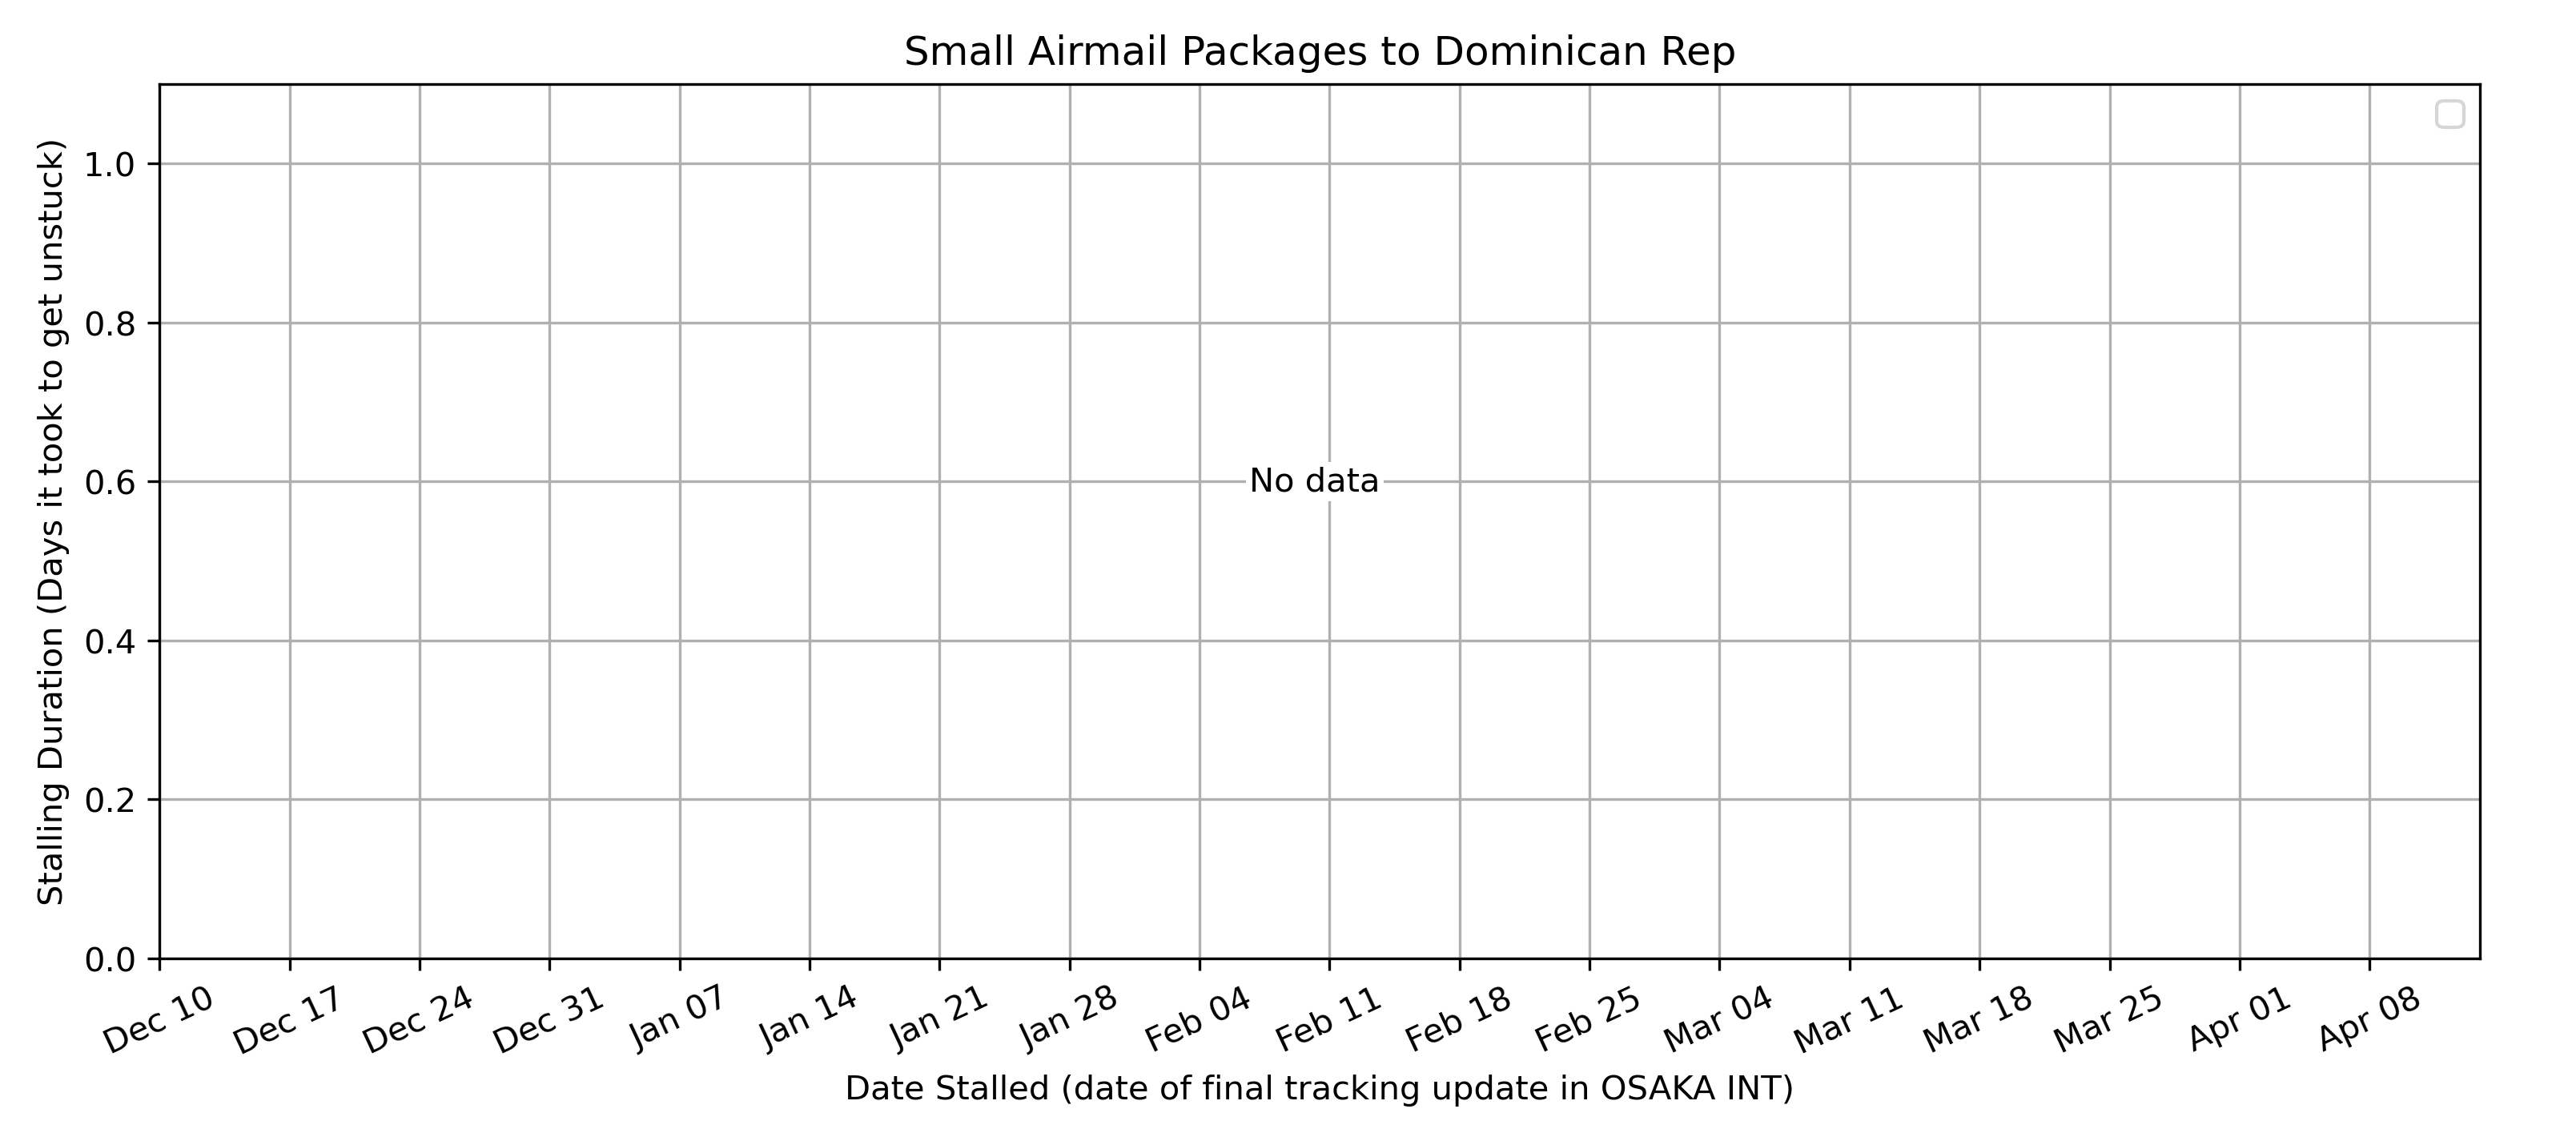 Small Airmail Packages to Dominican Rep
Stalling Duration (Days it took to get unstuck)
1.0
0.8
0.6
0.4
0.2
0.0
No data
Dec 10 Dec 17 Dec 24 Dec 31 Jan 07 Jan 14 Jan 21 Jan 28 Feb 04 Feb 11 Feb 18 Feb 25 Mar 04 Mar 11 Mar 18 Mar 25 Apr 01 Apr 08
Date Stalled (date of final tracking update in OSAKA INT)